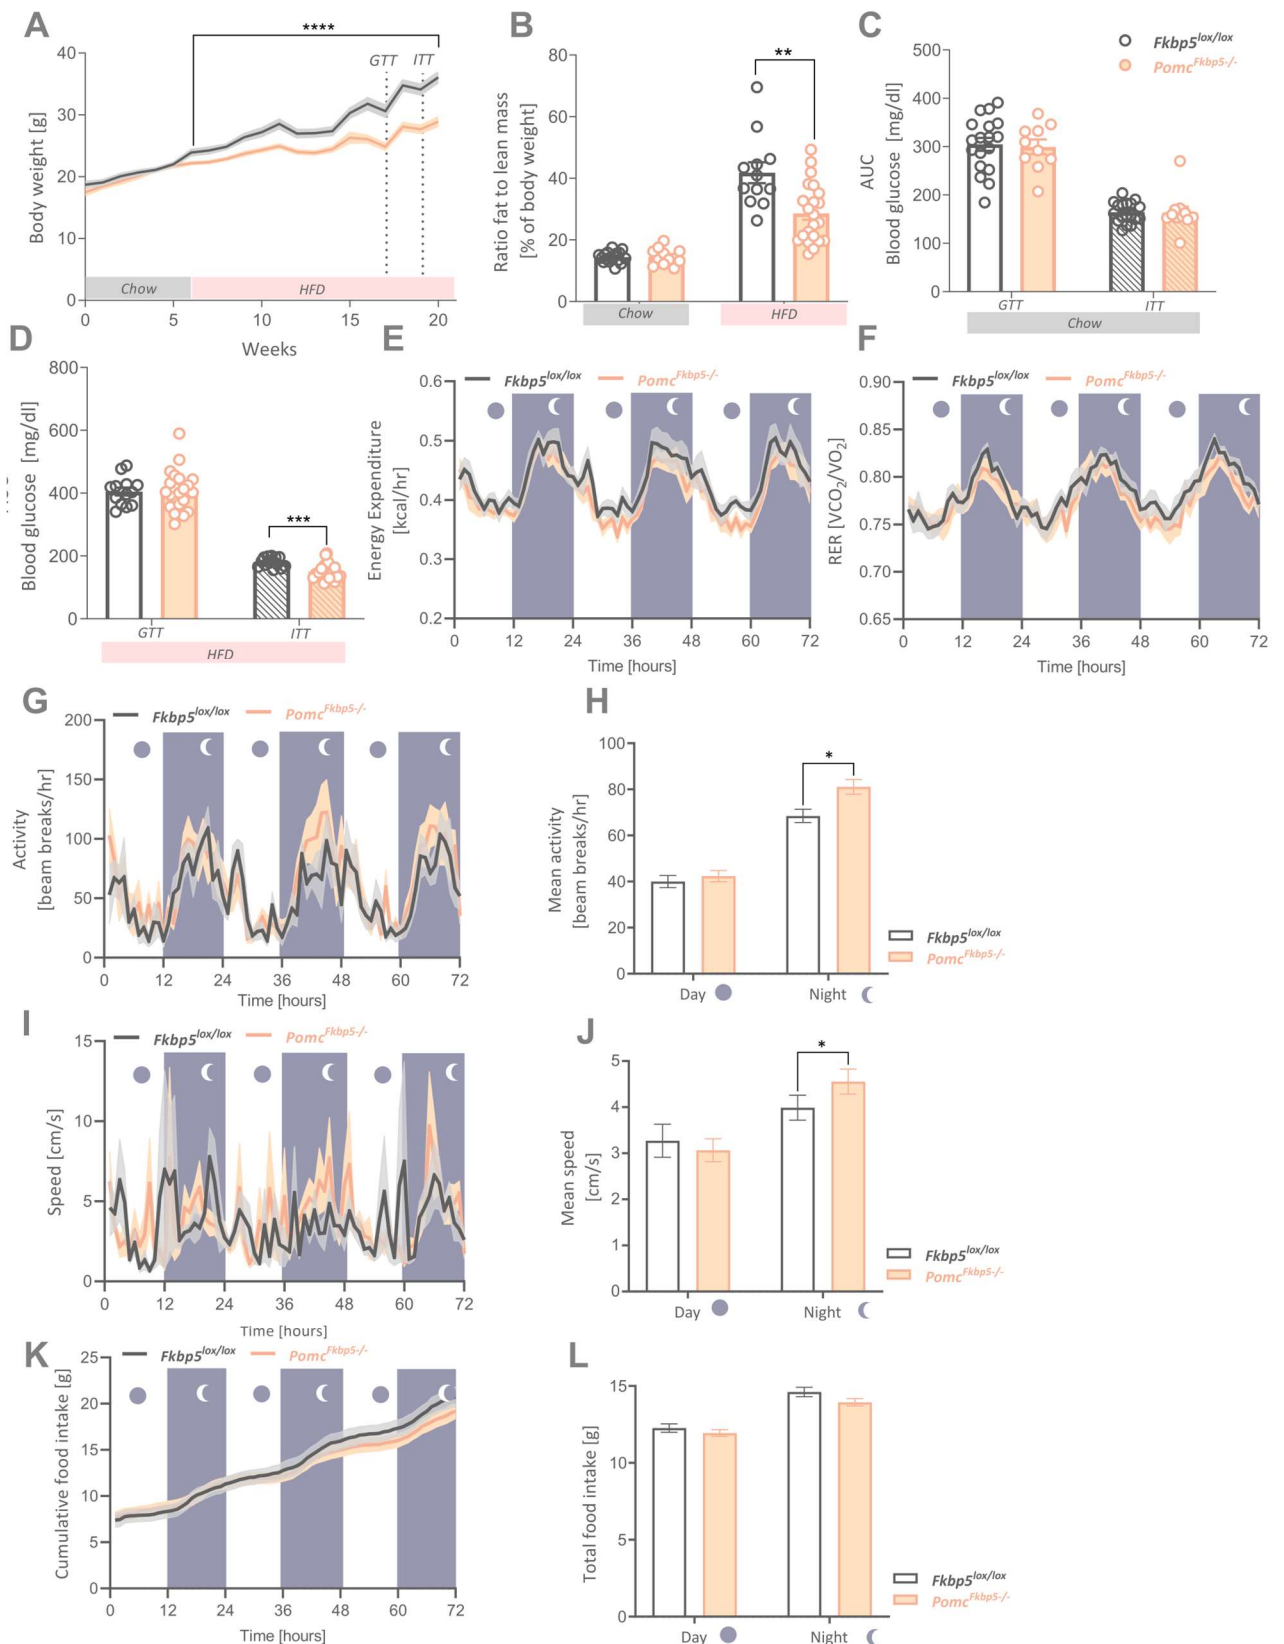 A
****
GTT
ITT
Body weight [g]
40
30
20
10
0
Chow
HFD
0
5
10
15
20
Weeks
B
**
Ratio fat to lean mass
[% of body weight]
80
60
40
20
0
Chow
HFD
C
Fkbp5lox/lox
PomcFkbp5-/-
AUC
Blood glucose [mg/dl]
500
400
300
200
100
0
GTT
ITT
Chow
D
Blood glucose [mg/dl]
800
600
400
200
0
***
GTT
ITT
HFD
E
Fkbp5lox/lox
PomcFkbp5-/-
Energy Expenditure
[kcal/hr]
0.6
0.5
0.4
0.3
0.2
0
12
24
36
48
60
72
Time [hours]
F
Fkbp5lox/lox
PomcFkbp5-/-
RER [VCO2/VO2]
0.90
0.85
0.80
0.75
0.70
0.65
0
12
24
36
48
60
72
Time [hours]
G
Fkbp5lox/lox
PomcFkbp5-/-
Activity
[beam breaks/hr]
200
150
100
50
0
0
12
24
36
48
60
72
Time [hours]
H
*
Mean activity
[beam breaks/hr]
100
80
60
40
20
0
Day
Night
Fkbp5lox/lox
PomcFkbp5-/-
I
Fkbp5lox/lox
PomcFkbp5-/-
Speed [cm/s]
15
10
5
0
0
12
24
36
48
60
72
Time [hours]
J
*
Mean speed
[cm/s]
5
4
3
2
1
0
Day
Night
Fkbp5lox/lox
PomcFkbp5-/-
K
Fkbp5lox/lox
PomcFkbp5-/-
Cumulative food intake [g]
25
20
15
10
5
0
0
12
24
36
48
60
72
Time [hours]
L
Total food intake [g]
15
10
5
0
Day
Night
Fkbp5lox/lox
PomcFkbp5-/-